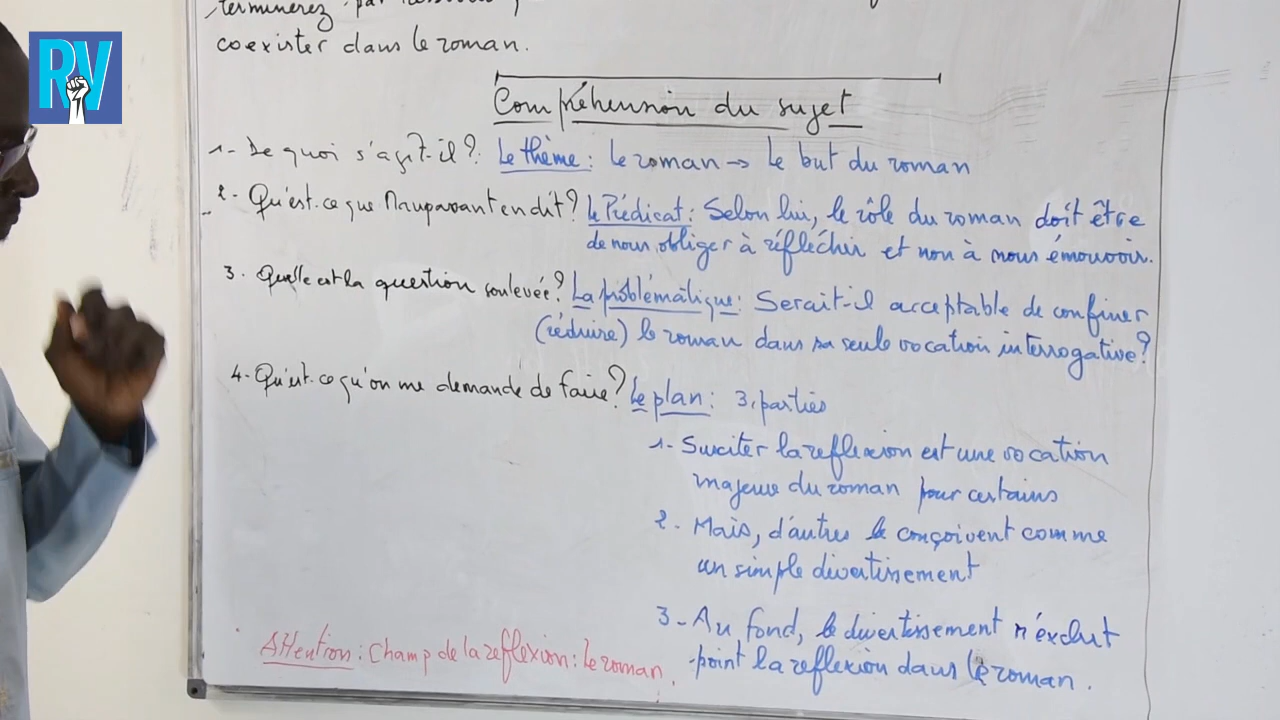 RV
terminerez par
coexister dans le roman.
Compréhension du sujet
1- De quoi s'agit-il ? Le thème : le roman → le but du roman
2- Qu'est-ce que Maupassant en dit ? Le Prédicat : Selon lui, le rôle du roman doit être
de nous obliger à réfléchir et non à nous émouvoir.
3. Quelle est la question soulevée ? La problématique : Serait-il acceptable de confiner
(réduire) le roman dans sa seule vocation interrogative ?
4- Qu'est-ce qu'on me demande de faire ? Le plan : 3 parties
1- Susciter la reflexion est une vocation
majeure du roman pour certains
2- Mais, d'autres le conçoivent comme
un simple divertissement
3- Au fond, le divertissement n'exclut
point la reflexion dans le roman.
Attention : Champ de la reflexion : le roman.